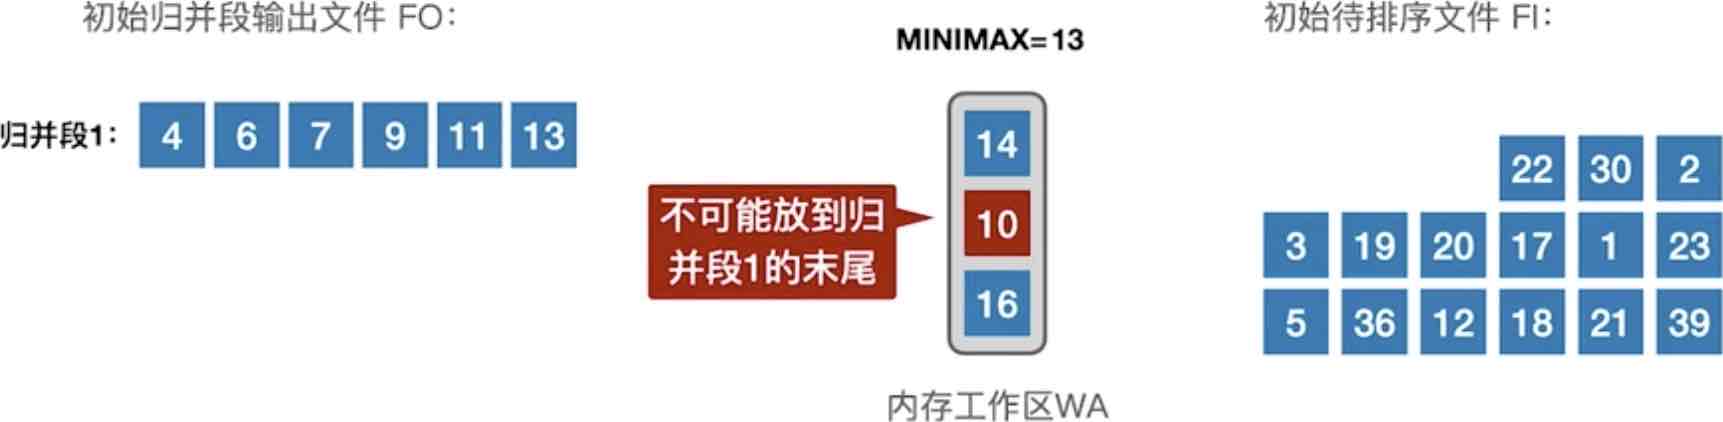 初始归并段输出文件 FO：
MINIMAX=13
初始待排序文件 FI：
归并段1：
4 6 7 9 11 13
14
不可能放到归
并段1的末尾
10
16
22 30 2
3 19 20 17 1 23
5 36 12 18 21 39
内存工作区WA